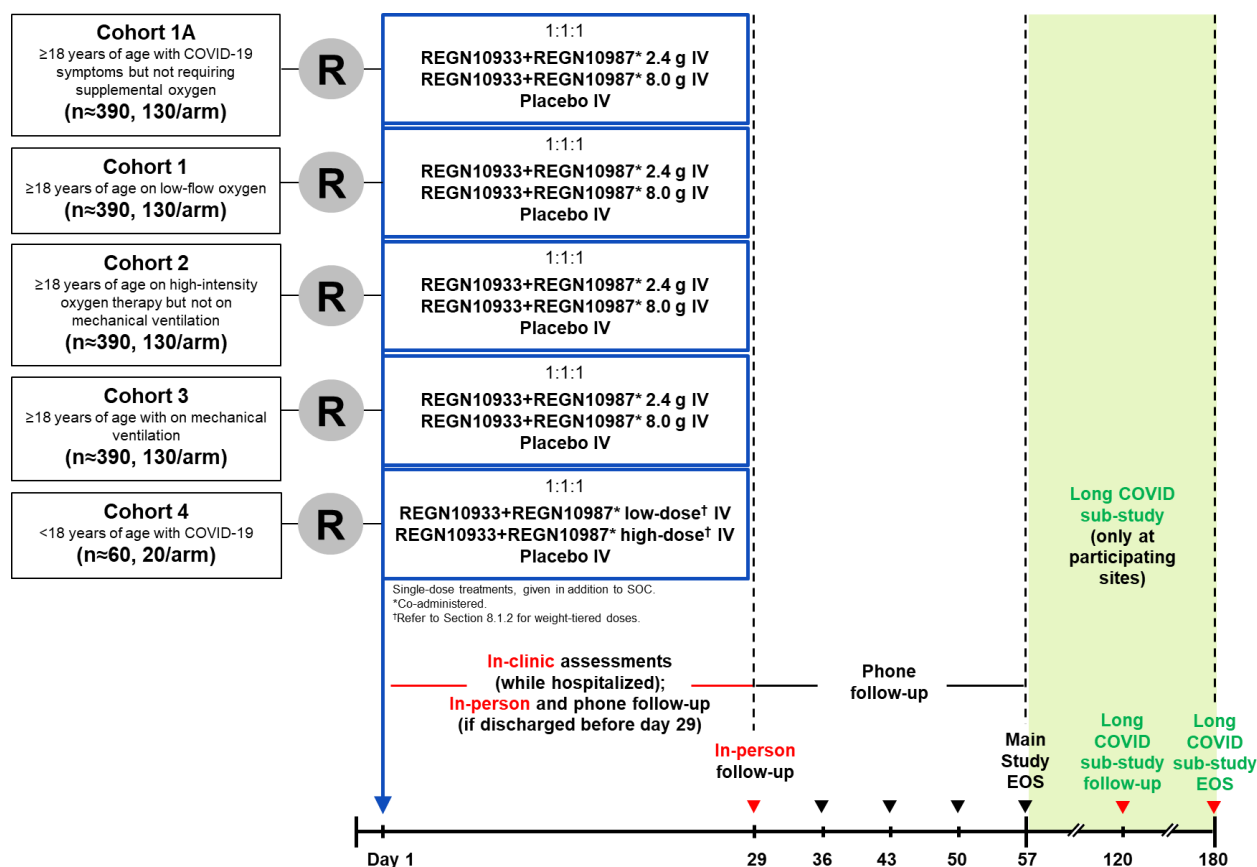 Cohort 1A
≥18 years of age with COVID-19
symptoms but not requiring
supplemental oxygen
(n≈390, 130/arm)
R
1:1:1
REGN10933+REGN10987* 2.4 g IV
REGN10933+REGN10987* 8.0 g IV
Placebo IV
Cohort 1
≥18 years of age on low-flow oxygen
(n≈390, 130/arm)
R
1:1:1
REGN10933+REGN10987* 2.4 g IV
REGN10933+REGN10987* 8.0 g IV
Placebo IV
Cohort 2
≥18 years of age on high-intensity
oxygen therapy but not on
mechanical ventilation
(n≈390, 130/arm)
R
1:1:1
REGN10933+REGN10987* 2.4 g IV
REGN10933+REGN10987* 8.0 g IV
Placebo IV
Cohort 3
≥18 years of age with on mechanical
ventilation
(n≈390, 130/arm)
R
1:1:1
REGN10933+REGN10987* 2.4 g IV
REGN10933+REGN10987* 8.0 g IV
Placebo IV
Cohort 4
<18 years of age with COVID-19
(n≈60, 20/arm)
R
1:1:1
REGN10933+REGN10987* low-dose† IV
REGN10933+REGN10987* high-dose† IV
Placebo IV
Single-dose treatments, given in addition to SOC.
*Co-administered.
†Refer to Section 8.1.2 for weight-tiered doses.
Long COVID
sub-study
(only at
participating
sites)
In-clinic assessments
(while hospitalized);
In-person and phone follow-up
(if discharged before day 29)
Phone
follow-up
In-person
follow-up
Main
Study
EOS
Long
COVID
sub-study
follow-up
Long
COVID
sub-study
EOS
Day 1 29 36 43 50 57 120 180